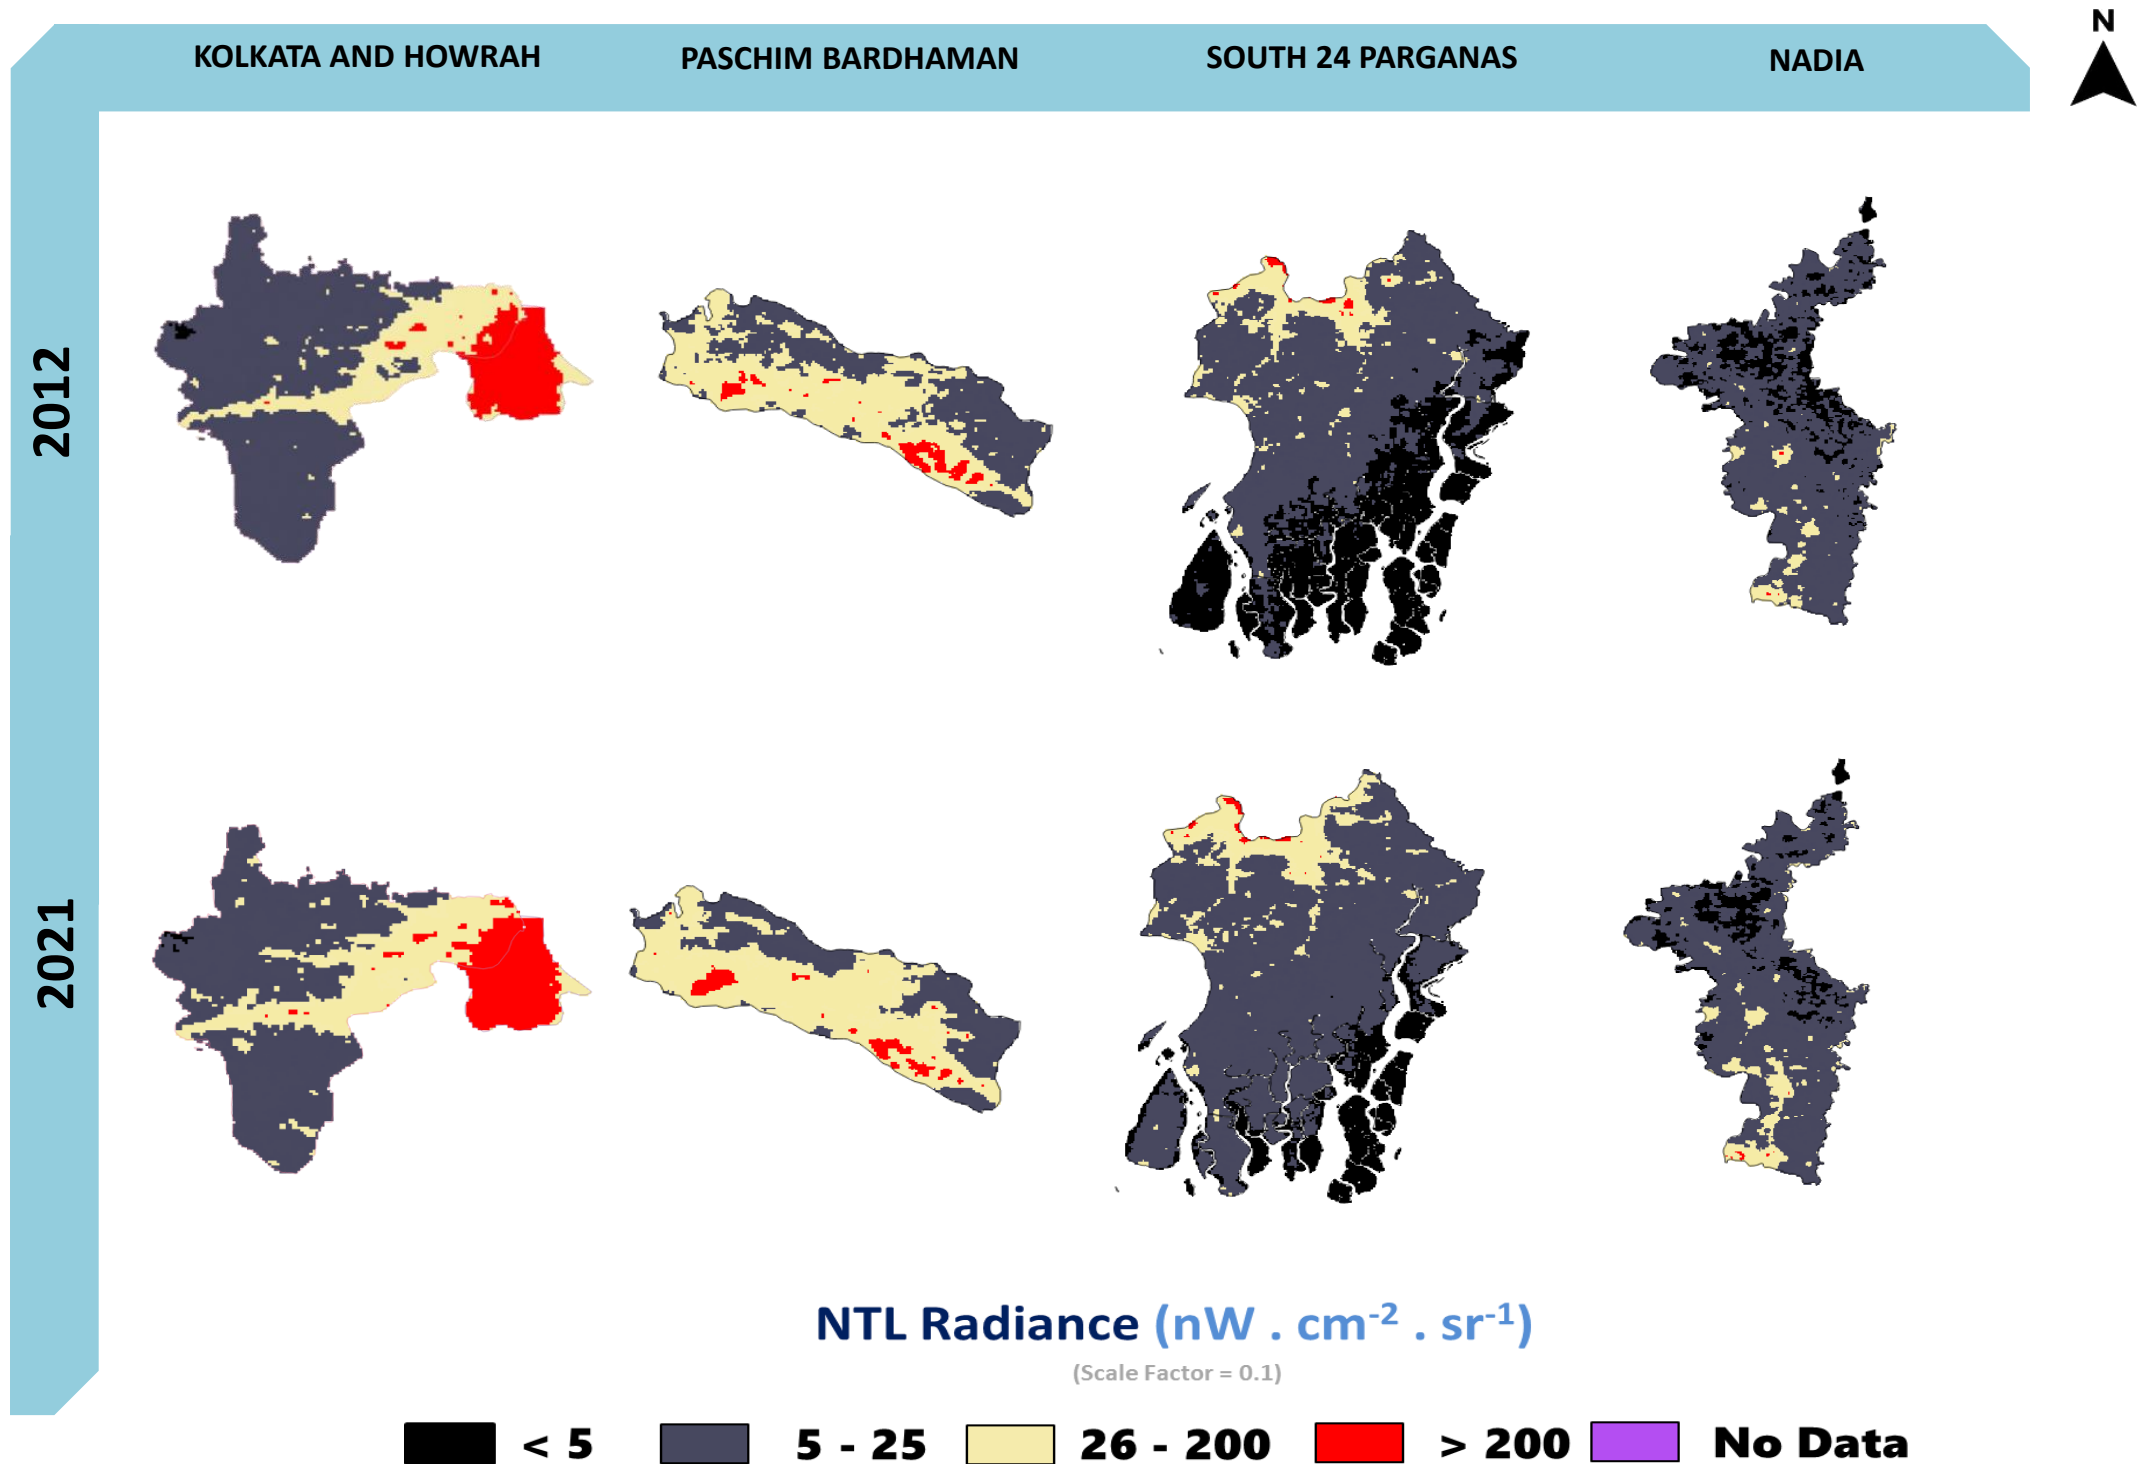 N
KOLKATA AND HOWRAH
PASCHIM BARDHAMAN
SOUTH 24 PARGANAS
NADIA
2012
2021
NTL Radiance (nW . cm⁻² . sr⁻¹)
(Scale Factor = 0.1)
< 5
5 - 25
26 - 200
> 200
No Data